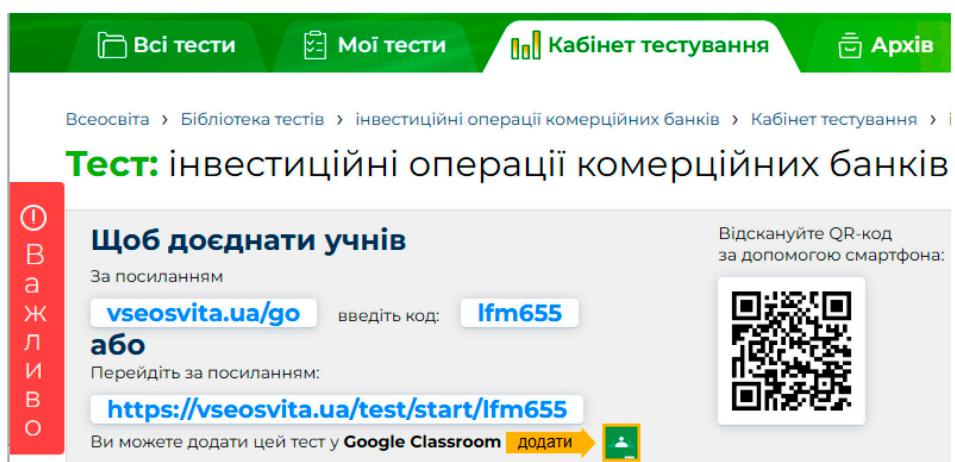 Всі тести Мої тести Кабінет тестування Архів
Всеосвіта > Бібліотека тестів > інвестиційні операції комерційних банків > Кабінет тестування >
Тест: інвестиційні операції комерційних банків
Важливо
Щоб доєднати учнів
Відскануйте QR-код
за допомогою смартфона:
За посиланням
vseosvita.ua/go введіть код: lfm655
або
Перейдіть за посиланням:
https://vseosvita.ua/test/start/lfm655
Ви можете додати цей тест у Google Classroom додати